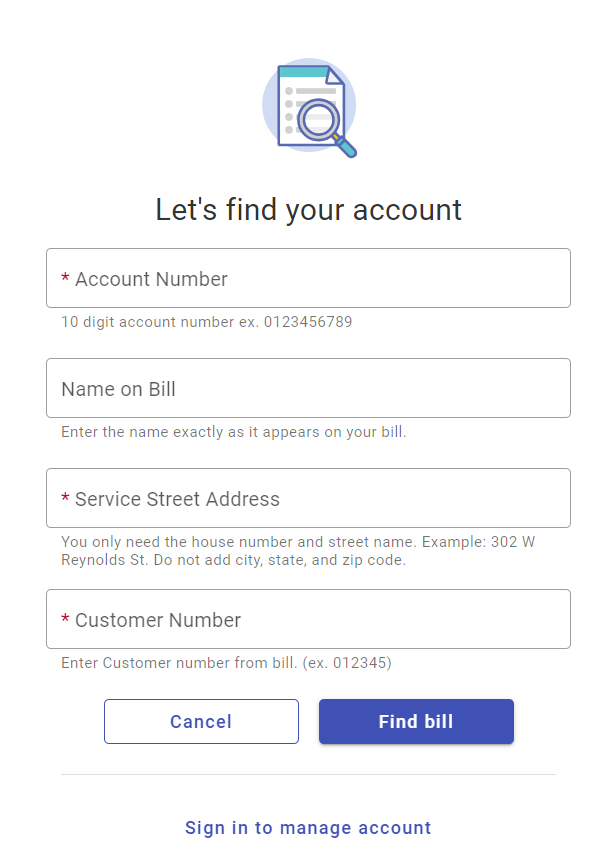 Let's find your account
* Account Number
10 digit account number ex. 0123456789
Name on Bill
Enter the name exactly as it appears on your bill.
* Service Street Address
You only need the house number and street name. Example: 302 W
Reynolds St. Do not add city, state, and zip code.
* Customer Number
Enter Customer number from bill. (ex. 012345)
Cancel
Find bill
Sign in to manage account